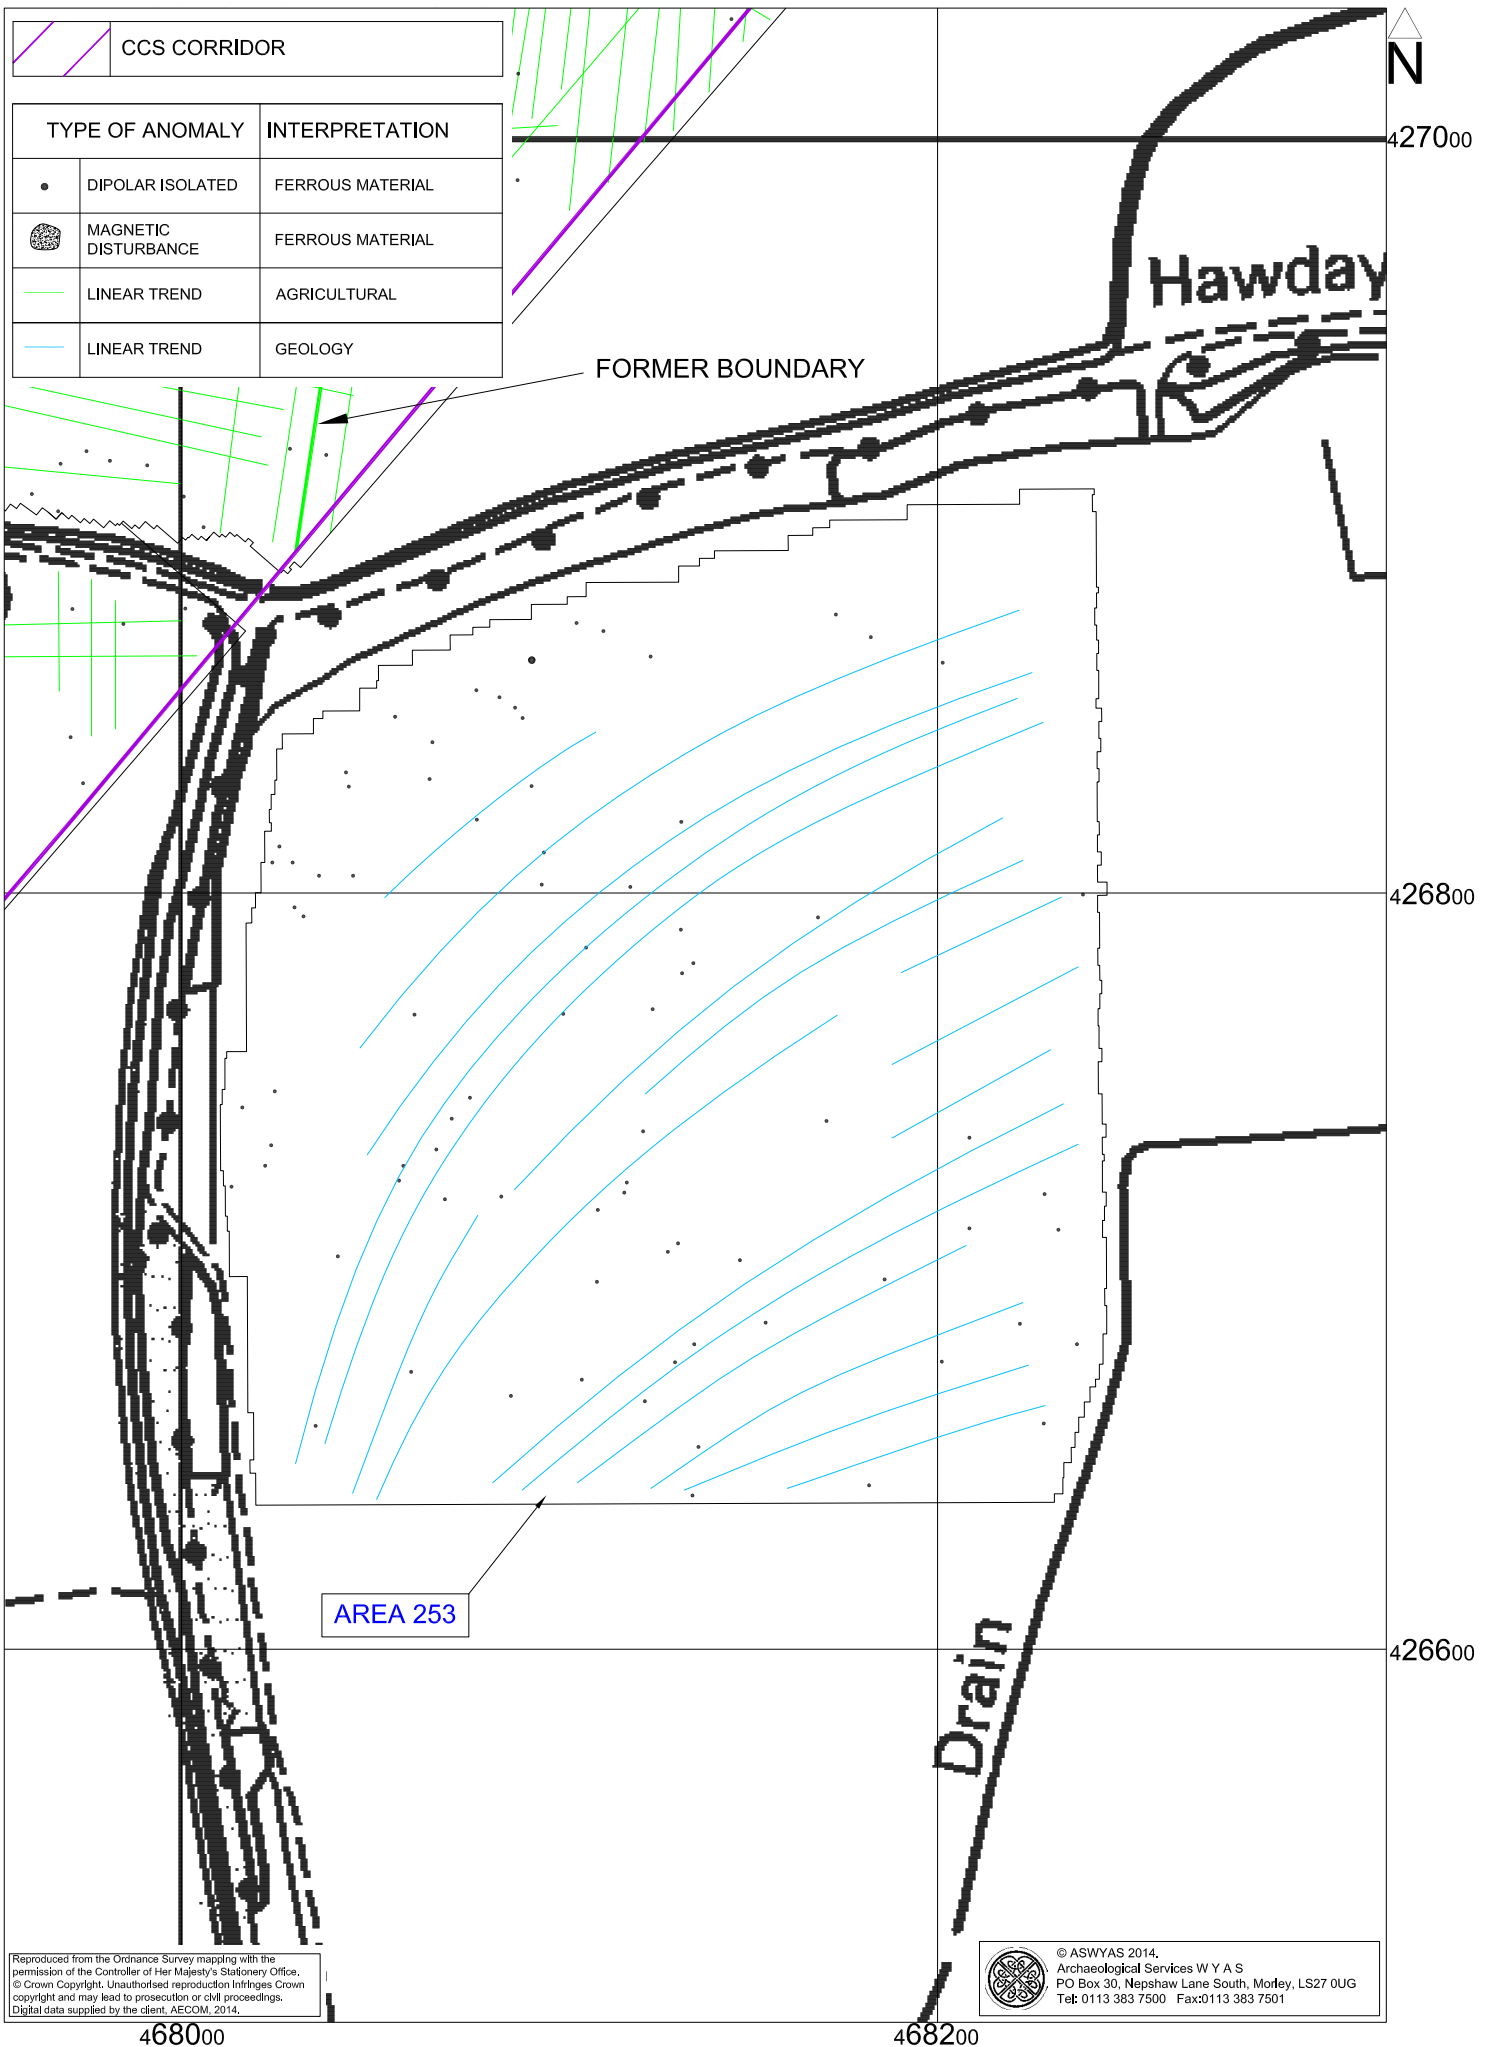 CCS CORRIDOR
N
TYPE OF ANOMALY INTERPRETATION
DIPOLAR ISOLATED FERROUS MATERIAL
MAGNETIC
DISTURBANCE
FERROUS MATERIAL
LINEAR TREND AGRICULTURAL
LINEAR TREND GEOLOGY
427000
Hawday
FORMER BOUNDARY
426800
AREA 253
426600
Drain
Reproduced from the Ordnance Survey mapping with the
permission of the Controller of Her Majesty's Stationery Office.
© Crown Copyright. Unauthorised reproduction infringes Crown
copyright and may lead to prosecution or civil proceedings.
Digital data supplied by the client, AECOM, 2014.
© ASWYAS 2014.
Archaeological Services W Y A S
PO Box 30, Nepshaw Lane South, Morley, LS27 0UG
Tel: 0113 383 7500 Fax:0113 383 7501
468000
468200